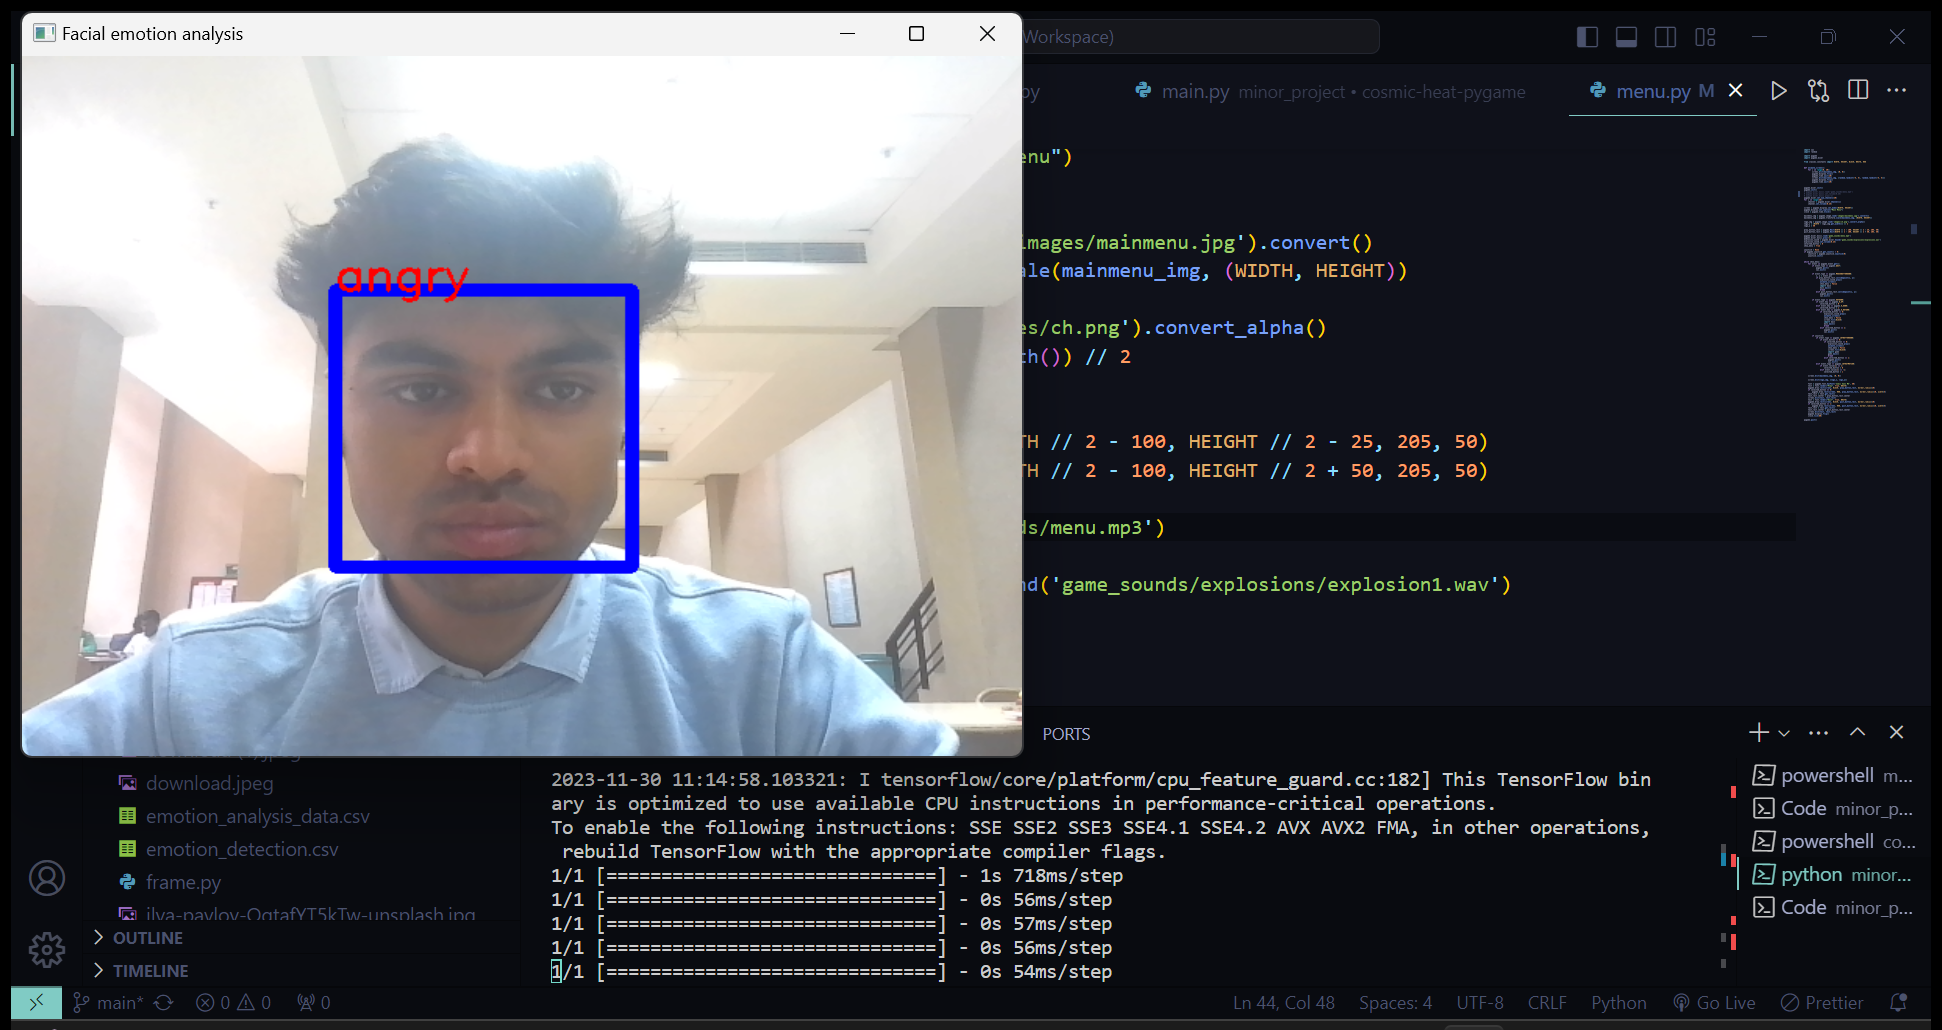 Facial emotion analysis
Workspace)
angry
py
main.py minor_project • cosmic-heat-pygame
menu.py M
enu")
images/mainmenu.jpg').convert()
ale(mainmenu_img, (WIDTH, HEIGHT))
es/ch.png').convert_alpha()
th()) // 2
TH // 2 - 100, HEIGHT // 2 - 25, 205, 50)
TH // 2 - 100, HEIGHT // 2 + 50, 205, 50)
ds/menu.mp3')
nd('game_sounds/explosions/explosion1.wav')
PORTS
download.jpeg
emotion_analysis_data.csv
emotion_detection.csv
frame.py
ilya-pavlov-OqtafYT5kTw-unsplash.jpg
OUTLINE
TIMELINE
2023-11-30 11:14:58.103321: I tensorflow/core/platform/cpu_feature_guard.cc:182] This TensorFlow bin
ary is optimized to use available CPU instructions in performance-critical operations.
To enable the following instructions: SSE SSE2 SSE3 SSE4.1 SSE4.2 AVX AVX2 FMA, in other operations,
rebuild TensorFlow with the appropriate compiler flags.
1/1 [==============================] - 1s 718ms/step
1/1 [==============================] - 0s 56ms/step
1/1 [==============================] - 0s 57ms/step
1/1 [==============================] - 0s 56ms/step
1/1 [==============================] - 0s 54ms/step
powershell m...
Code minor_p...
powershell co...
python minor...
Code minor_p...
main* 0 0 0
Ln 44, Col 48 Spaces: 4 UTF-8 CRLF Python Go Live Prettier